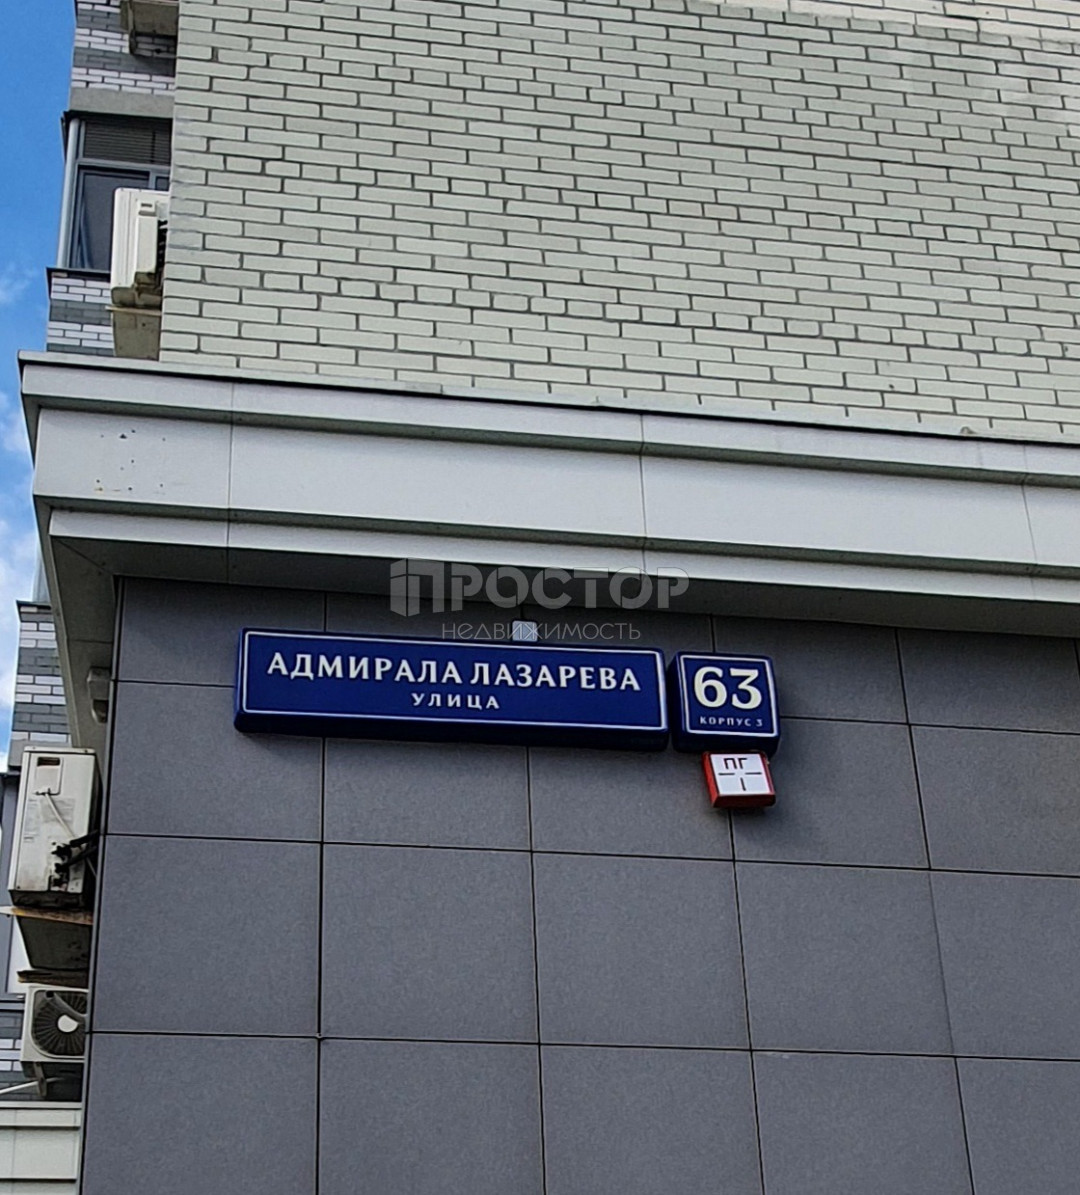 ПРОСТОР
НЕДВИЖИМОСТЬ
АДМИРАЛА ЛАЗАРЕВА
УЛИЦА
63
КОРПУС 3
ПГ